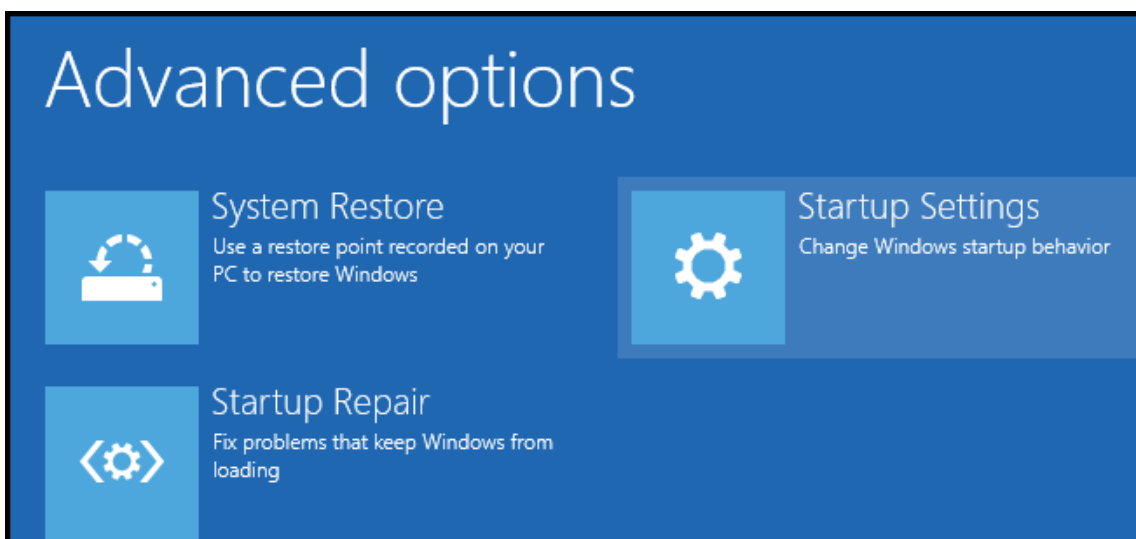 Advanced options
System Restore
Use a restore point recorded on your
PC to restore Windows
Startup Settings
Change Windows startup behavior
Startup Repair
Fix problems that keep Windows from
loading